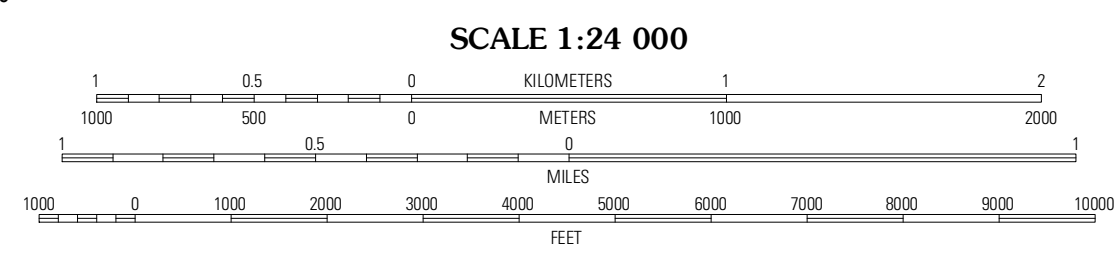 SCALE 1:24 000
1 0.5 0 KILOMETERS 1 2
1000 500 0 METERS 1000 2000
1 0.5 0 1
MILES
1000 0 1000 2000 3000 4000 5000 6000 7000 8000 9000 10000
FEET